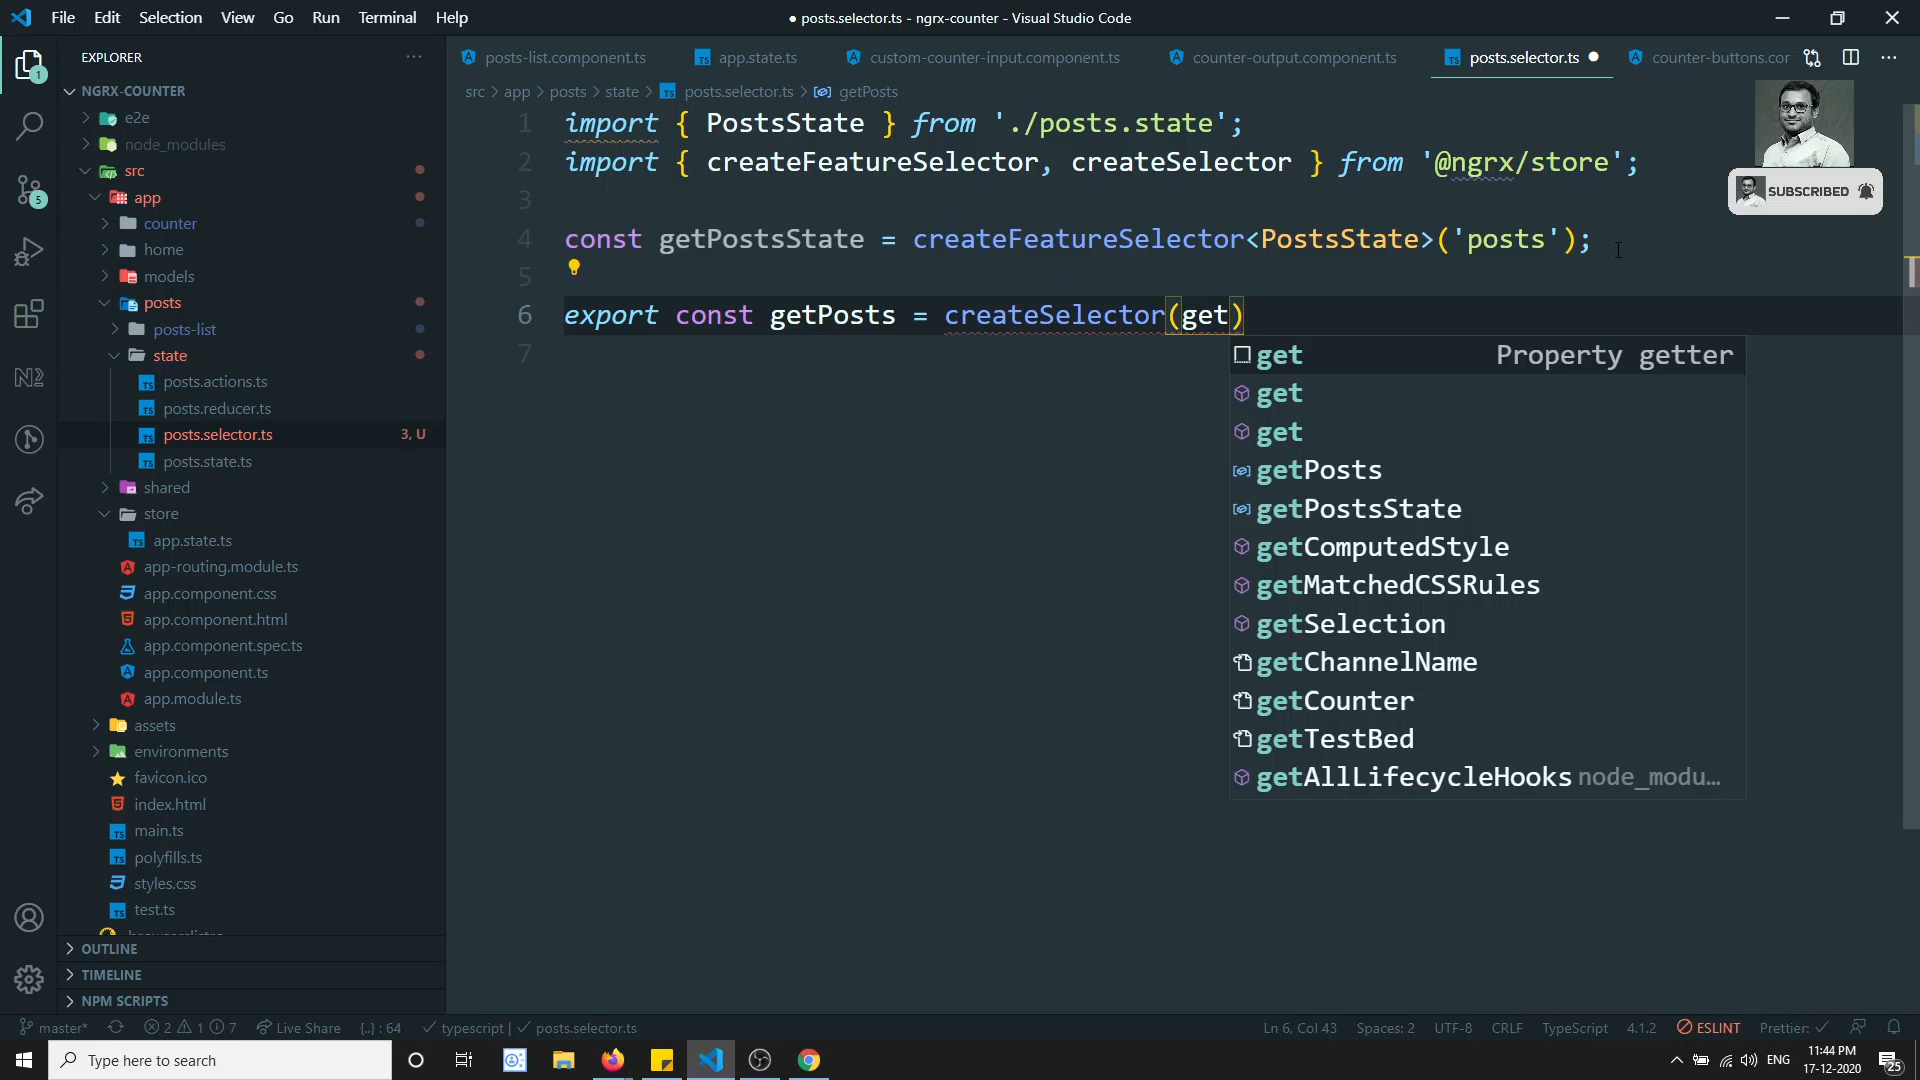 File Edit Selection View Go Run Terminal Help
● posts.selector.ts - ngrx-counter - Visual Studio Code
EXPLORER
posts-list.component.ts app.state.ts custom-counter-input.component.ts counter-output.component.ts posts.selector.ts counter-buttons.cor
src > app > posts > state > posts.selector.ts > getPosts
NGRX-COUNTER
e2e
node_modules
src
app
counter
home
models
posts
posts-list
state
posts.actions.ts
posts.reducer.ts
posts.selector.ts 3, U
posts.state.ts
shared
store
app.state.ts
app-routing.module.ts
app.component.css
app.component.html
app.component.spec.ts
app.component.ts
app.module.ts
assets
environments
favicon.ico
index.html
main.ts
polyfills.ts
styles.css
test.ts
OUTLINE
TIMELINE
NPM SCRIPTS
1 import { PostsState } from './posts.state';
2 import { createFeatureSelector, createSelector } from '@ngrx/store';
3
4 const getPostsState = createFeatureSelector<PostsState>('posts');
5
6 export const getPosts = createSelector(get)
7
get Property getter
get
get
getPosts
getPostsState
getComputedStyle
getMatchedCSSRules
getSelection
getChannelName
getCounter
getTestBed
getAllLifecycleHooks node_modu...
SUBSCRIBED
1
5
master* 2 1 7 Live Share {..} : 64 typescript | posts.selector.ts
Ln 6, Col 43 Spaces: 2 UTF-8 CRLF TypeScript 4.1.2 ESLINT Prettier: ✓
Type here to search
ENG
11:44 PM
17-12-2020
25